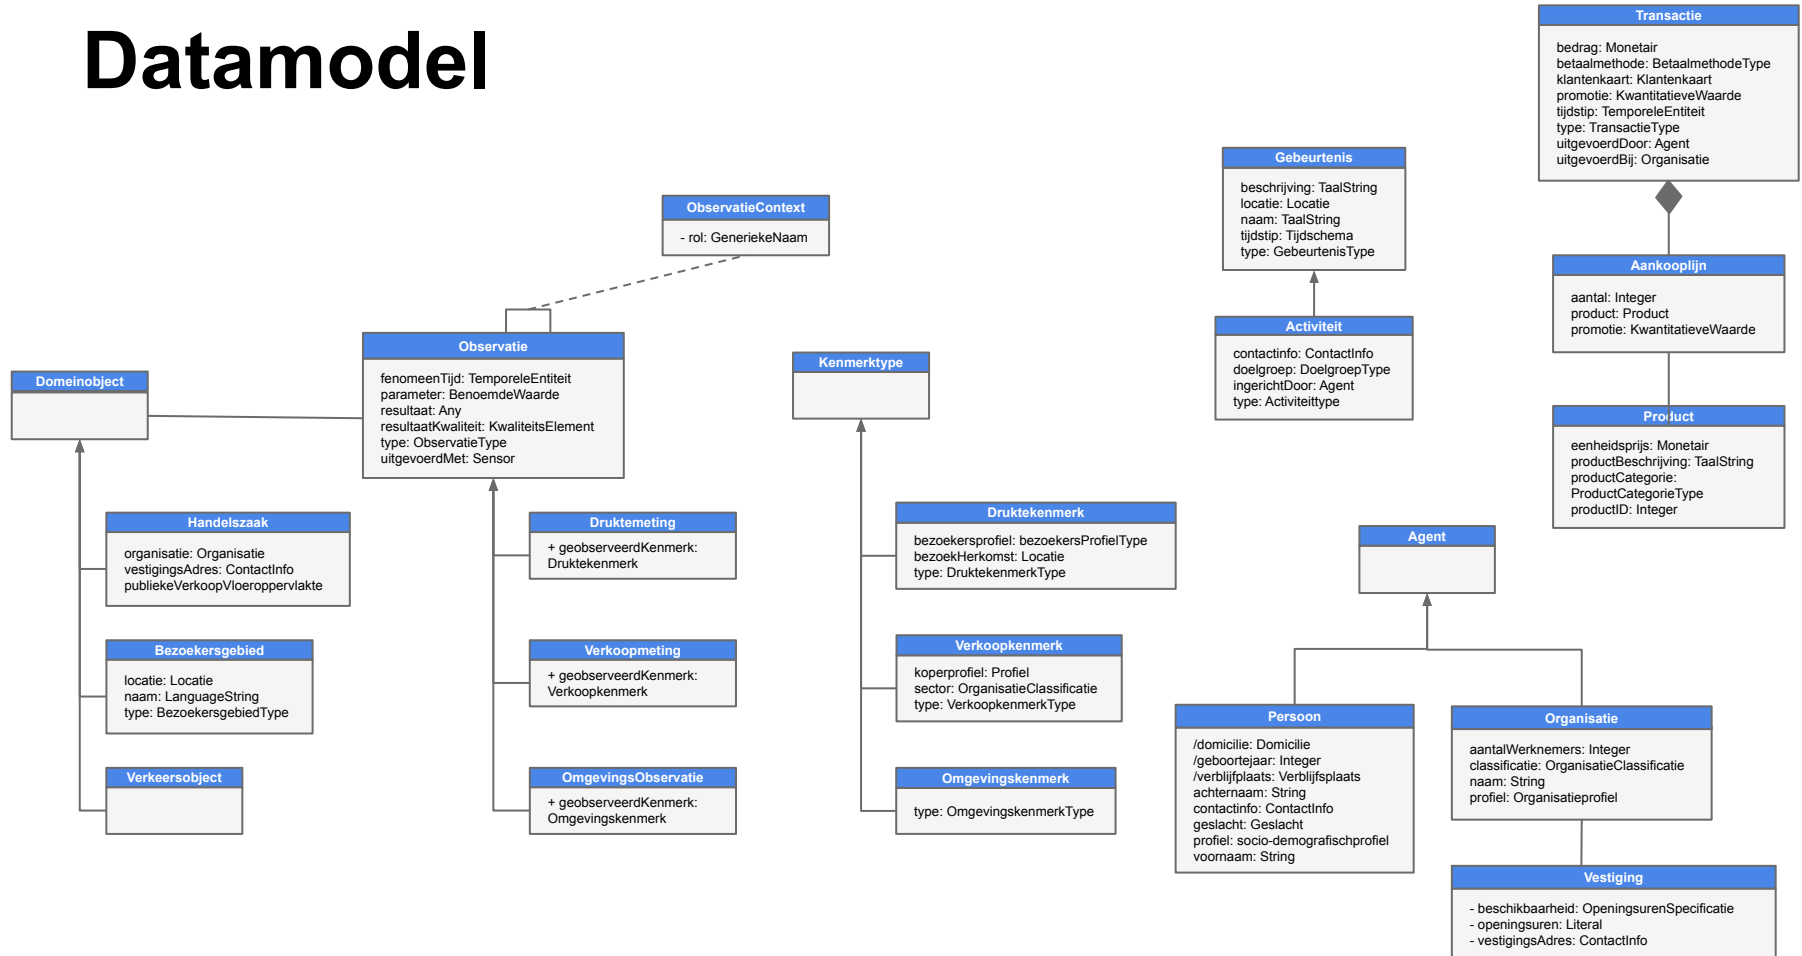 Datamodel
Transactie
bedrag: Monetair
betaalmethode: BetaalmethodeType
klantenkaart: Klantenkaart
promotie: KwantitatieveWaarde
tijdstip: TemporeleEntiteit
type: TransactieType
uitgevoerdDoor: Agent
uitgevoerdBij: Organisatie
Gebeurtenis
beschrijving: TaalString
locatie: Locatie
naam: TaalString
tijdstip: Tijdschema
type: GebeurtenisType
ObservatieContext
- rol: GeneriekeNaam
Aankooplijn
aantal: Integer
product: Product
promotie: KwantitatieveWaarde
Activiteit
contactinfo: ContactInfo
doelgroep: DoelgroepType
ingerichtDoor: Agent
type: Activiteittype
Observatie
fenomeenTijd: TemporeleEntiteit
parameter: BenoemdeWaarde
resultaat: Any
resultaatKwaliteit: KwaliteitsElement
type: ObservatieType
uitgevoerdMet: Sensor
Kenmerktype
Domeinobject
Product
eenheidsprijs: Monetair
productBeschrijving: TaalString
productCategorie:
ProductCategorieType
productID: Integer
Handelszaak
organisatie: Organisatie
vestigingsAdres: ContactInfo
publiekeVerkoopVloeroppervlakte
Druktemeting
+ geobserveerdKenmerk:
Druktekenmerk
Druktekenmerk
bezoekersprofiel: bezoekersProfielType
bezoekHerkomst: Locatie
type: DruktekenmerkType
Agent
Bezoekersgebied
locatie: Locatie
naam: LanguageString
type: BezoekersgebiedType
Verkoopmeting
+ geobserveerdKenmerk:
Verkoopkenmerk
Verkoopkenmerk
koperprofiel: Profiel
sector: OrganisatieClassificatie
type: VerkoopkenmerkType
Persoon
/domicilie: Domicilie
/geboortejaar: Integer
/verblijfplaats: Verblijfsplaats
achternaam: String
contactinfo: ContactInfo
geslacht: Geslacht
profiel: socio-demografischprofiel
voornaam: String
Organisatie
aantalWerknemers: Integer
classificatie: OrganisatieClassificatie
naam: String
profiel: Organisatieprofiel
Verkeersobject
OmgevingsObservatie
+ geobserveerdKenmerk:
Omgevingskenmerk
Omgevingskenmerk
type: OmgevingskenmerkType
Vestiging
- beschikbaarheid: OpeningsurenSpecificatie
- openingsuren: Literal
- vestigingsAdres: ContactInfo